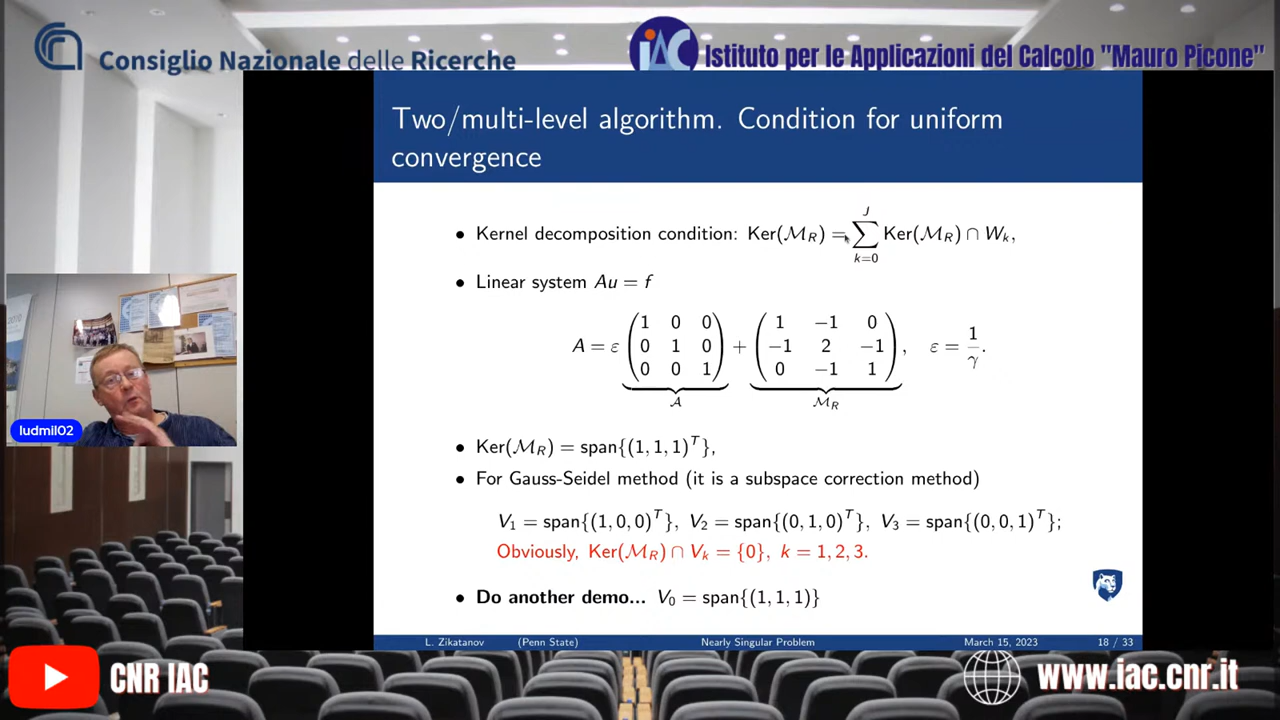 Consiglio Nazionale delle Ricerche
IAC
Istituto per le Applicazioni del Calcolo "Mauro Picone"
Two/multi-level algorithm. Condition for uniform
convergence
• Kernel decomposition condition: Ker(ℳ_R) = ∑_{k=0}^{J} Ker(ℳ_R) ∩ W_k,
• Linear system Au = f
A = ε (1 0 0; 0 1 0; 0 0 1) [𝒜] + (1 −1 0; −1 2 −1; 0 −1 1) [ℳ_R], ε = 1/γ.
• Ker(ℳ_R) = span{(1, 1, 1)^T},
• For Gauss-Seidel method (it is a subspace correction method)
V_1 = span{(1, 0, 0)^T}, V_2 = span{(0, 1, 0)^T}, V_3 = span{(0, 0, 1)^T};
Obviously, Ker(ℳ_R) ∩ V_k = {0}, k = 1, 2, 3.
• Do another demo... V_0 = span{(1, 1, 1)}
L. Zikatanov (Penn State) Nearly Singular Problem March 15, 2023 18 / 33
ludmil02
CNR IAC
www.iac.cnr.it